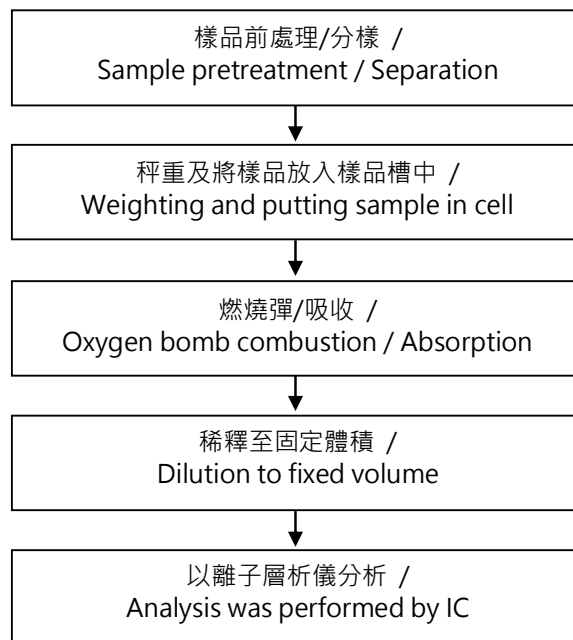 樣品前處理/分樣 /
Sample pretreatment / Separation
秤重及將樣品放入樣品槽中 /
Weighting and putting sample in cell
燃燒彈/吸收 /
Oxygen bomb combustion / Absorption
稀釋至固定體積 /
Dilution to fixed volume
以離子層析儀分析 /
Analysis was performed by IC